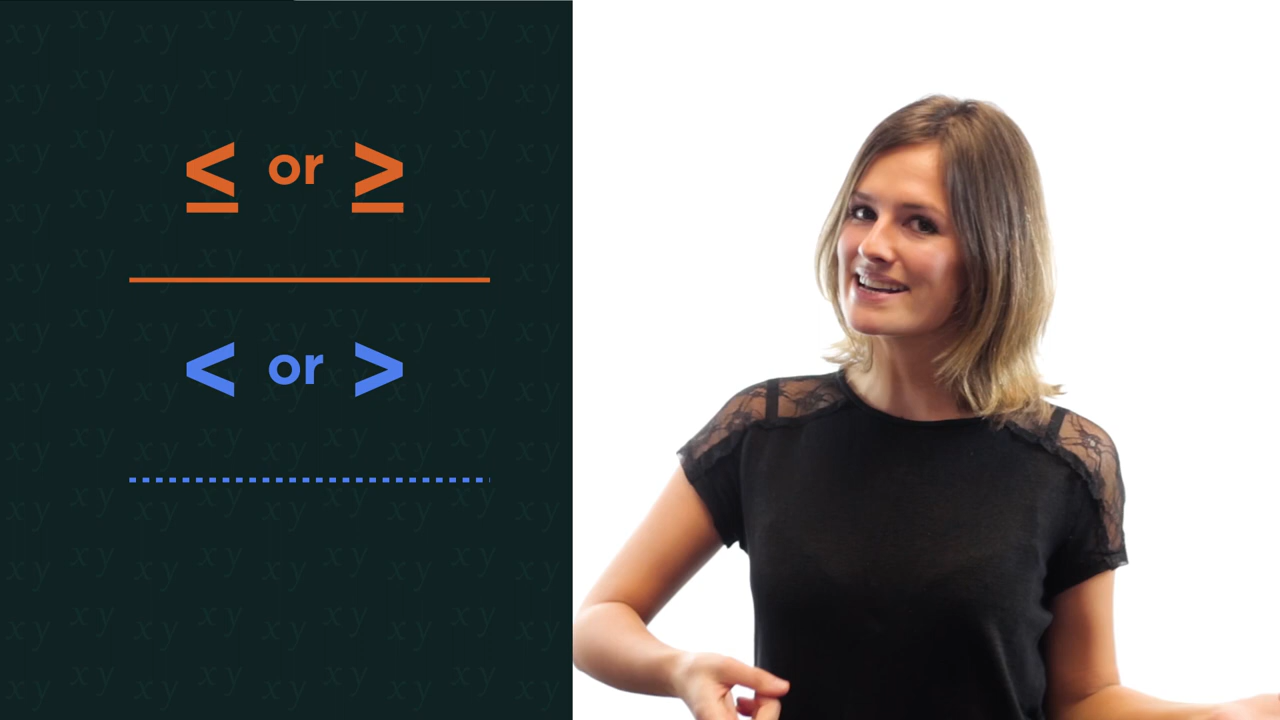 ≤ or ≥
< or >